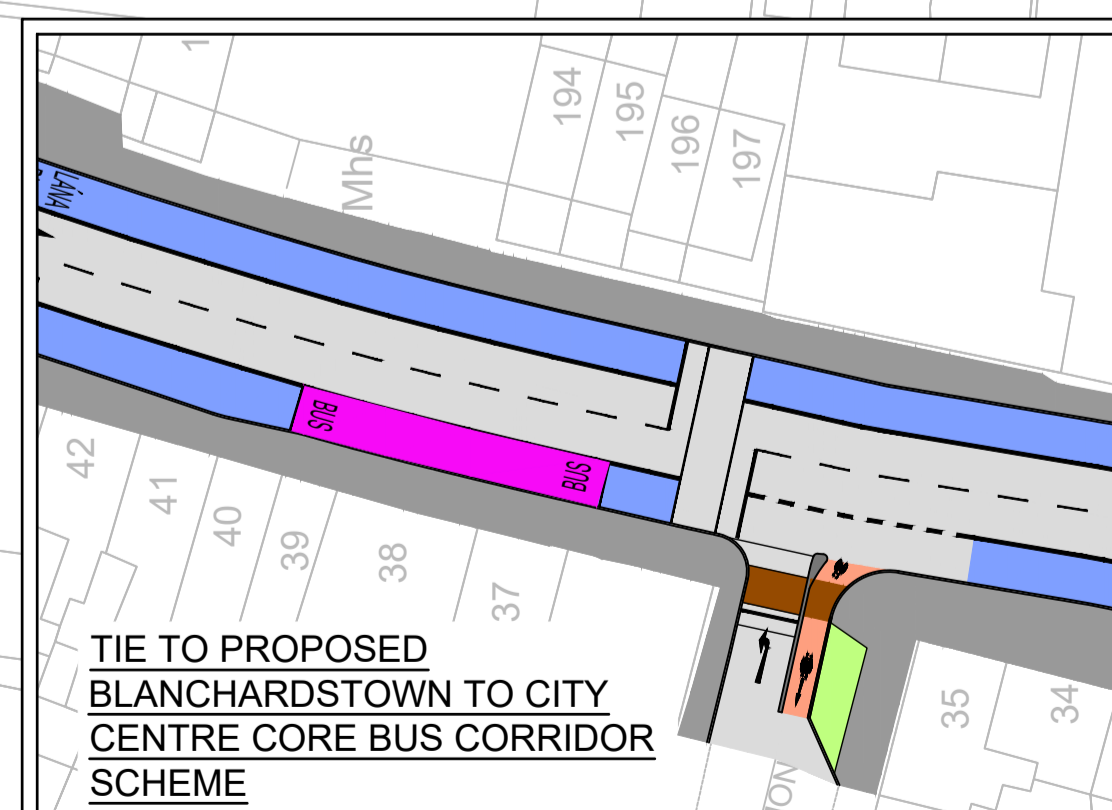 1
194
195
196
197
Mhs
LÁNA
BUS
BUS
42
41
40
39
38
37
35
34
TIE TO PROPOSED
BLANCHARDSTOWN TO CITY
CENTRE CORE BUS CORRIDOR
SCHEME